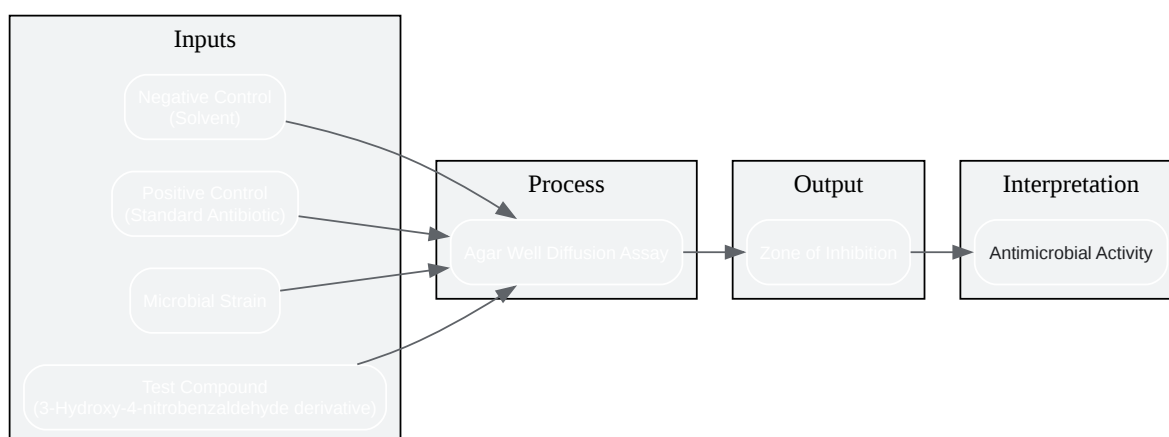 Inputs
Negative Control
(Solvent)
Positive Control
(Standard Antibiotic)
Microbial Strain
Test Compound
(3-Hydroxy-4-nitrobenzaldehyde derivative)
Process
Agar Well Diffusion Assay
Output
Zone of Inhibition
Interpretation
Antimicrobial Activity